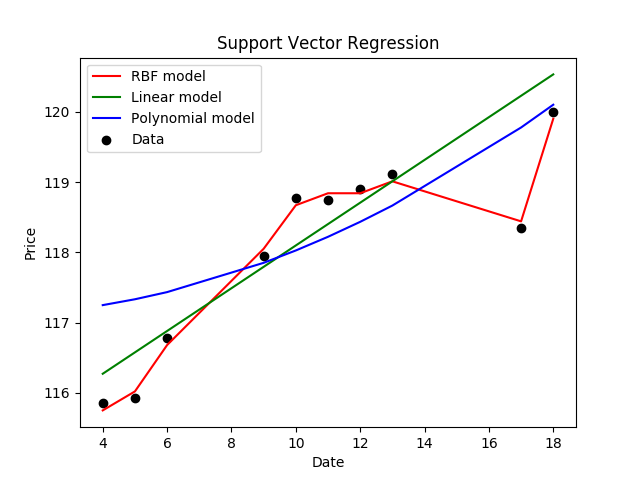 Support Vector Regression
RBF model
Linear model
Polynomial model
Data
Price
120
119
118
117
116
4 6 8 10 12 14 16 18
Date